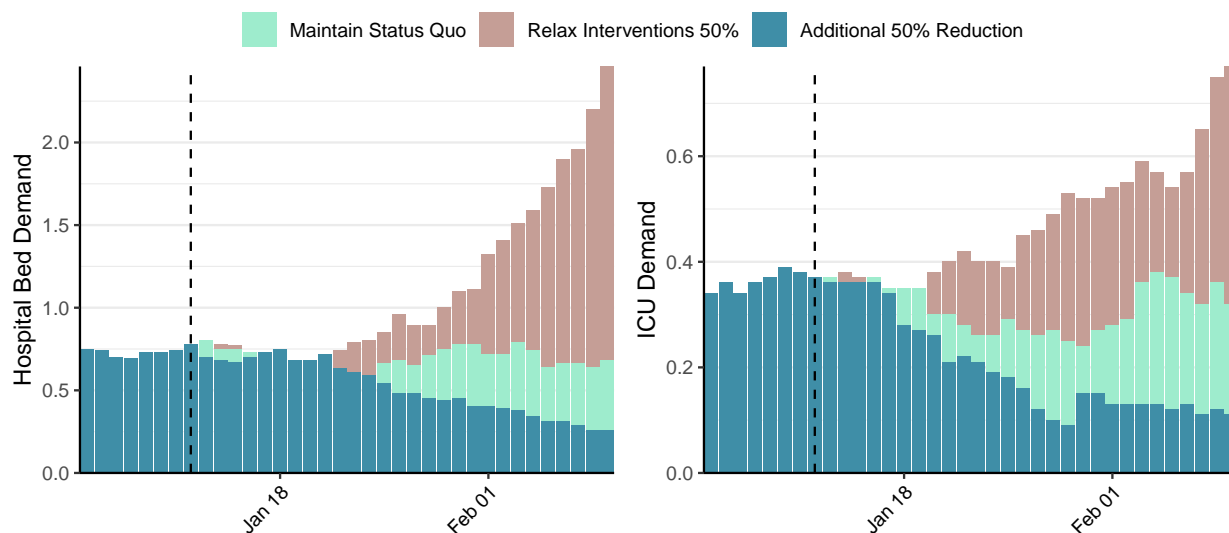 Maintain Status Quo Relax Interventions 50% Additional 50% Reduction
Hospital Bed Demand
2.0
1.5
1.0
0.5
0.0
Jan 18
Feb 01
ICU Demand
0.6
0.4
0.2
0.0
Jan 18
Feb 01